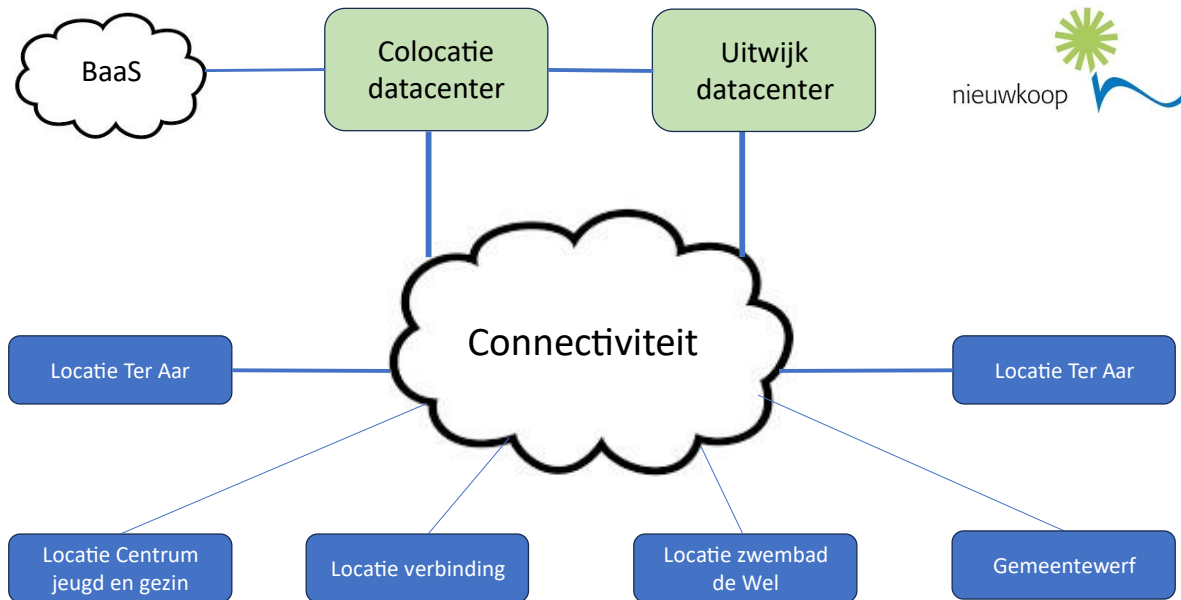 BaaS
Colocatie
datacenter
Uitwijk
datacenter
nieuwkoop
Connectiviteit
Locatie Ter Aar
Locatie Ter Aar
Locatie Centrum
jeugd en gezin
Locatie verbinding
Locatie zwembad
de Wel
Gemeentewerf